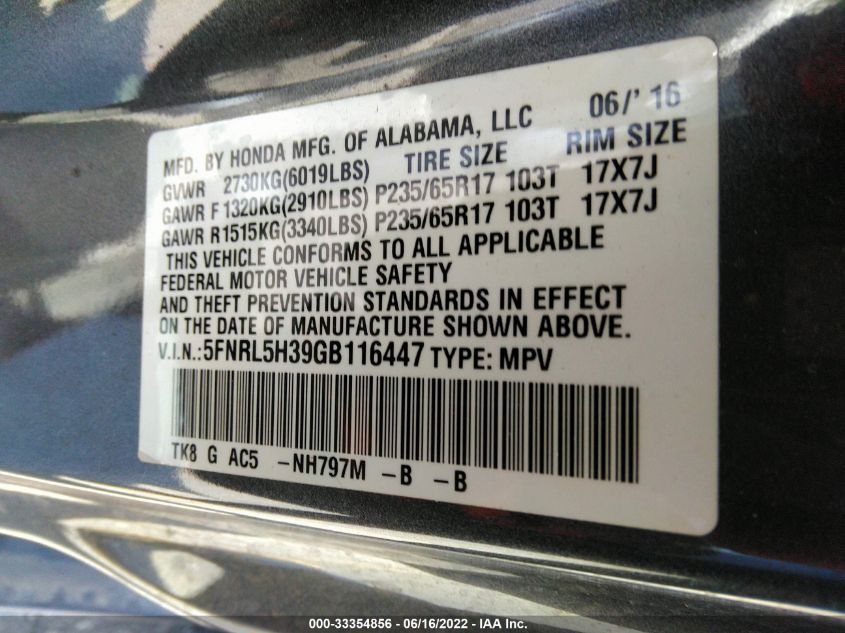 MFD. BY HONDA MFG. OF ALABAMA, LLC 06/'16
GVWR 2730KG(6019LBS) TIRE SIZE RIM SIZE
GAWR F1320KG(2910LBS) P235/65R17 103T 17X7J
GAWR R1515KG(3340LBS) P235/65R17 103T 17X7J
THIS VEHICLE CONFORMS TO ALL APPLICABLE
FEDERAL MOTOR VEHICLE SAFETY
AND THEFT PREVENTION STANDARDS IN EFFECT
ON THE DATE OF MANUFACTURE SHOWN ABOVE.
V.I.N.:5FNRL5H39GB116447 TYPE: MPV
TK8 G AC5 -NH797M -B -B
000-33354856 - 06/16/2022 - IAA Inc.